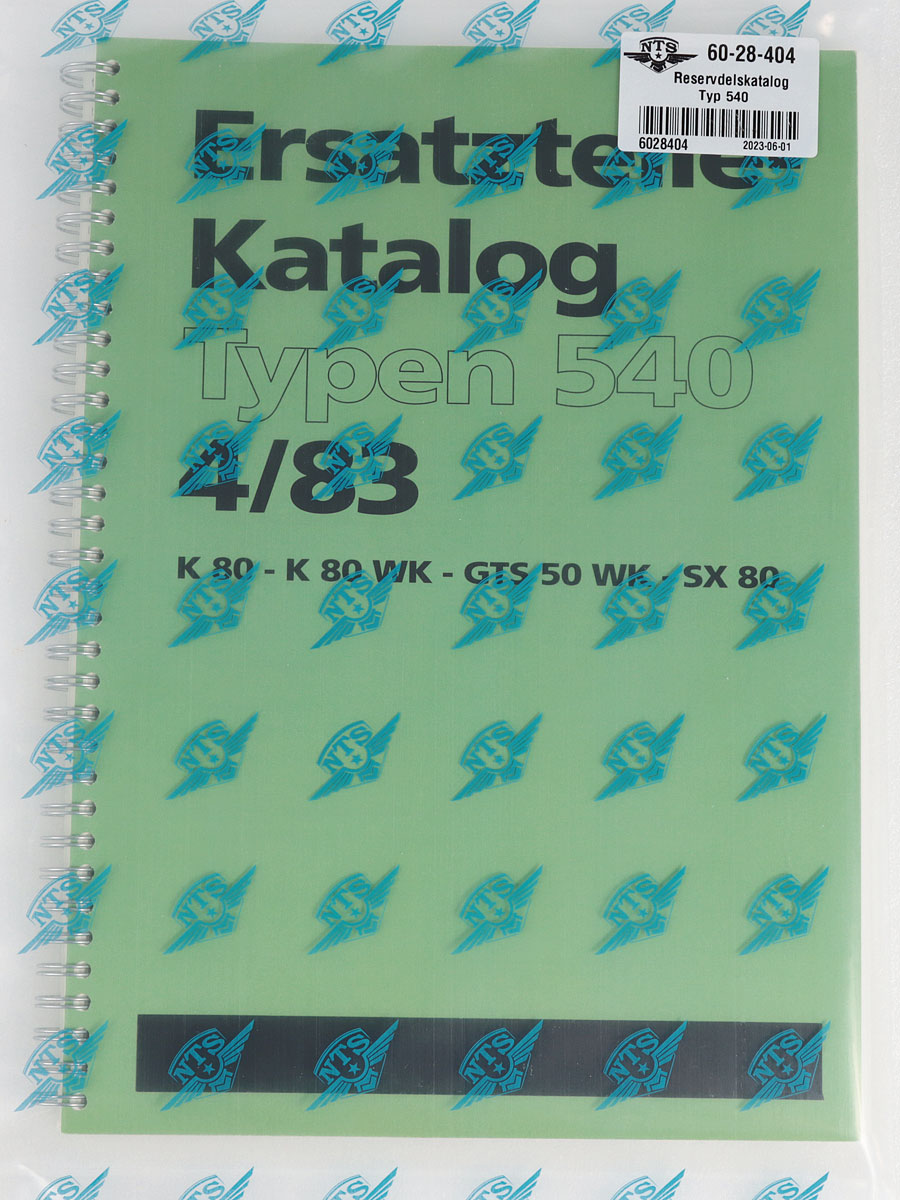 NTS
60-28-404
Reservdelskatalog
Typ 540
6028404 2023-06-01
Ersatzteile-
Katalog
Typen 540
4/83
K 80 - K 80 WK - GTS 50 WK - SX 80